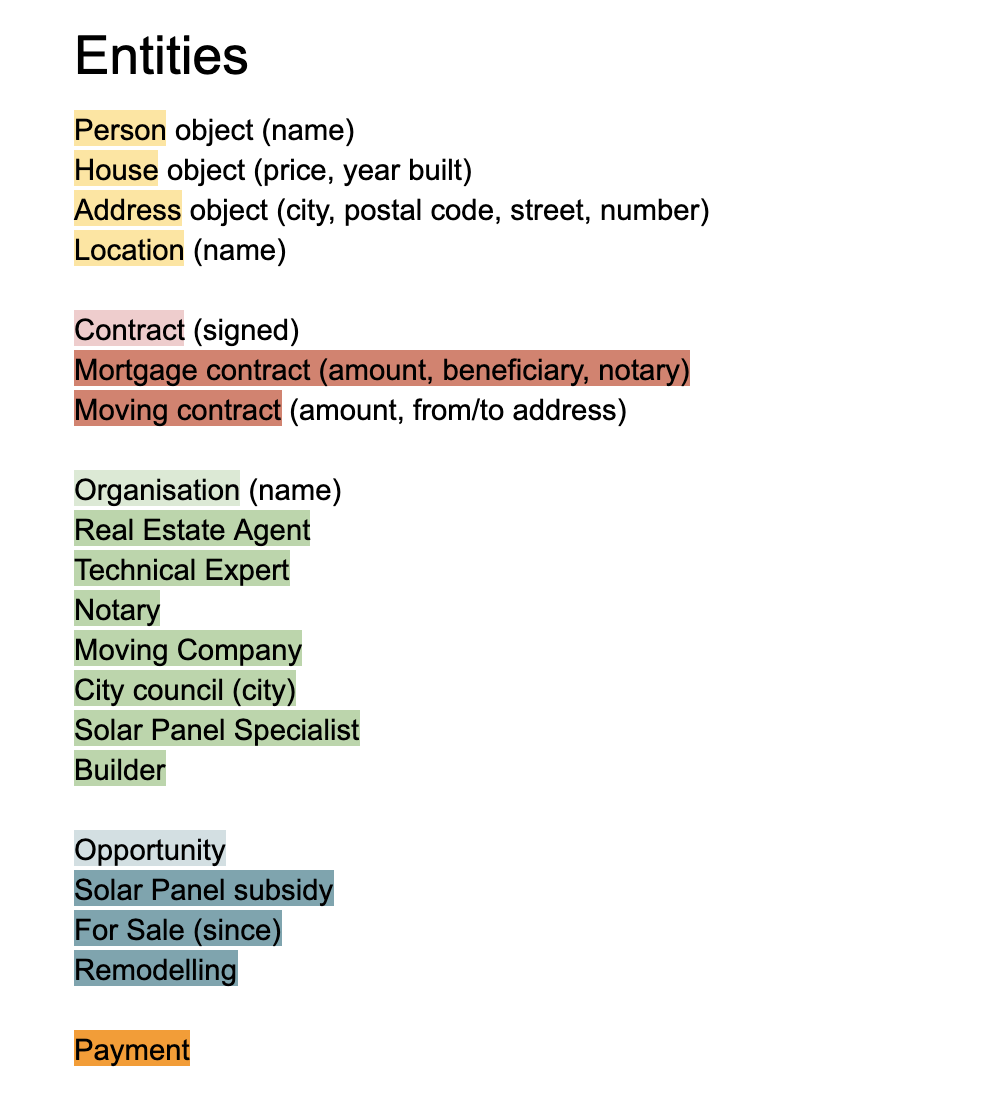 Entities
Person object (name)
House object (price, year built)
Address object (city, postal code, street, number)
Location (name)
Contract (signed)
Mortgage contract (amount, beneficiary, notary)
Moving contract (amount, from/to address)
Organisation (name)
Real Estate Agent
Technical Expert
Notary
Moving Company
City council (city)
Solar Panel Specialist
Builder
Opportunity
Solar Panel subsidy
For Sale (since)
Remodelling
Payment